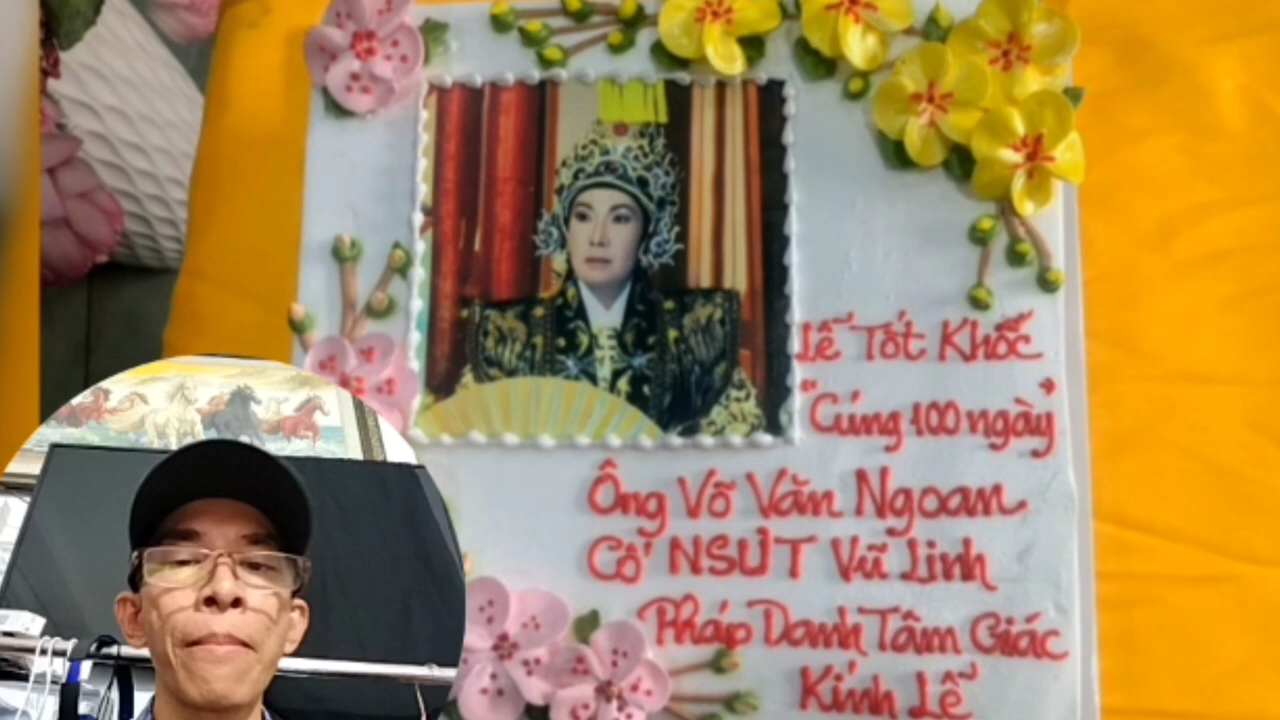 Lễ Tốt Khốc
"Cúng 100 ngày"
Ông Võ Văn Ngoan
Cố NSƯT Vũ Linh
Pháp Danh Tâm Giác
Kính Lễ